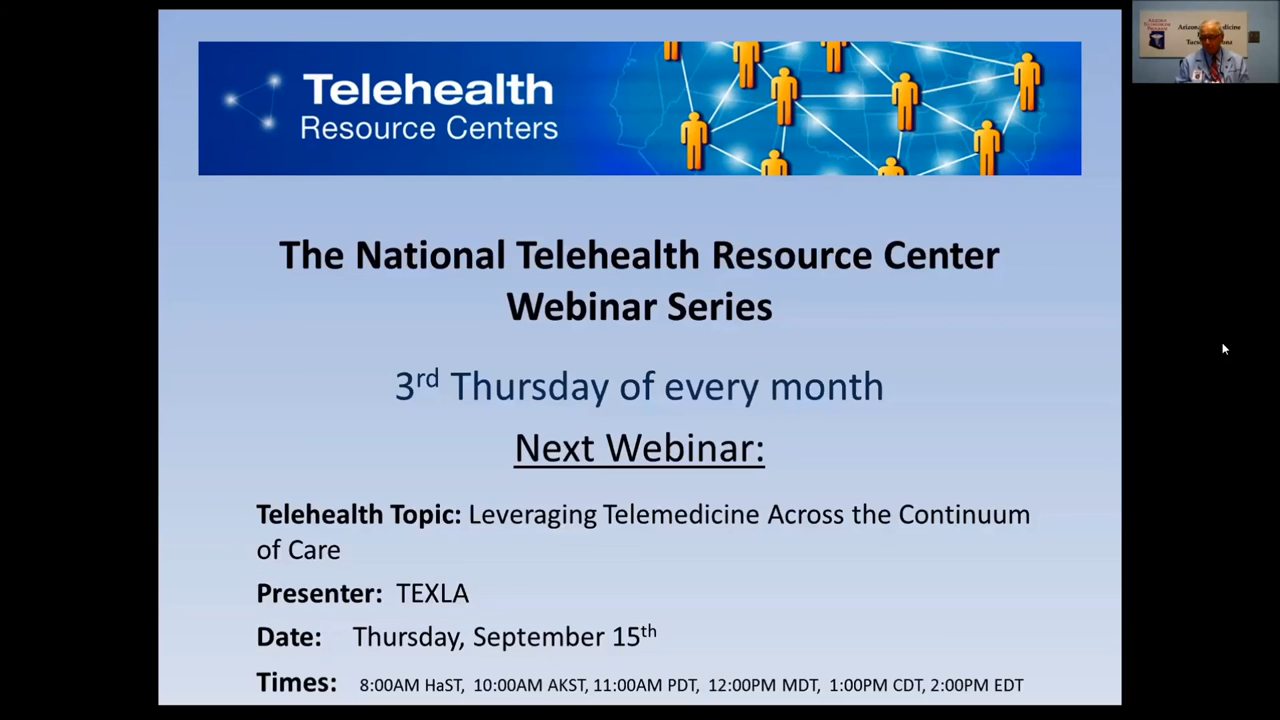 Telehealth
Resource Centers
The National Telehealth Resource Center
Webinar Series
3rd Thursday of every month
Next Webinar:
Telehealth Topic: Leveraging Telemedicine Across the Continuum
of Care
Presenter: TEXLA
Date: Thursday, September 15th
Times: 8:00AM HaST, 10:00AM AKST, 11:00AM PDT, 12:00PM MDT, 1:00PM CDT, 2:00PM EDT